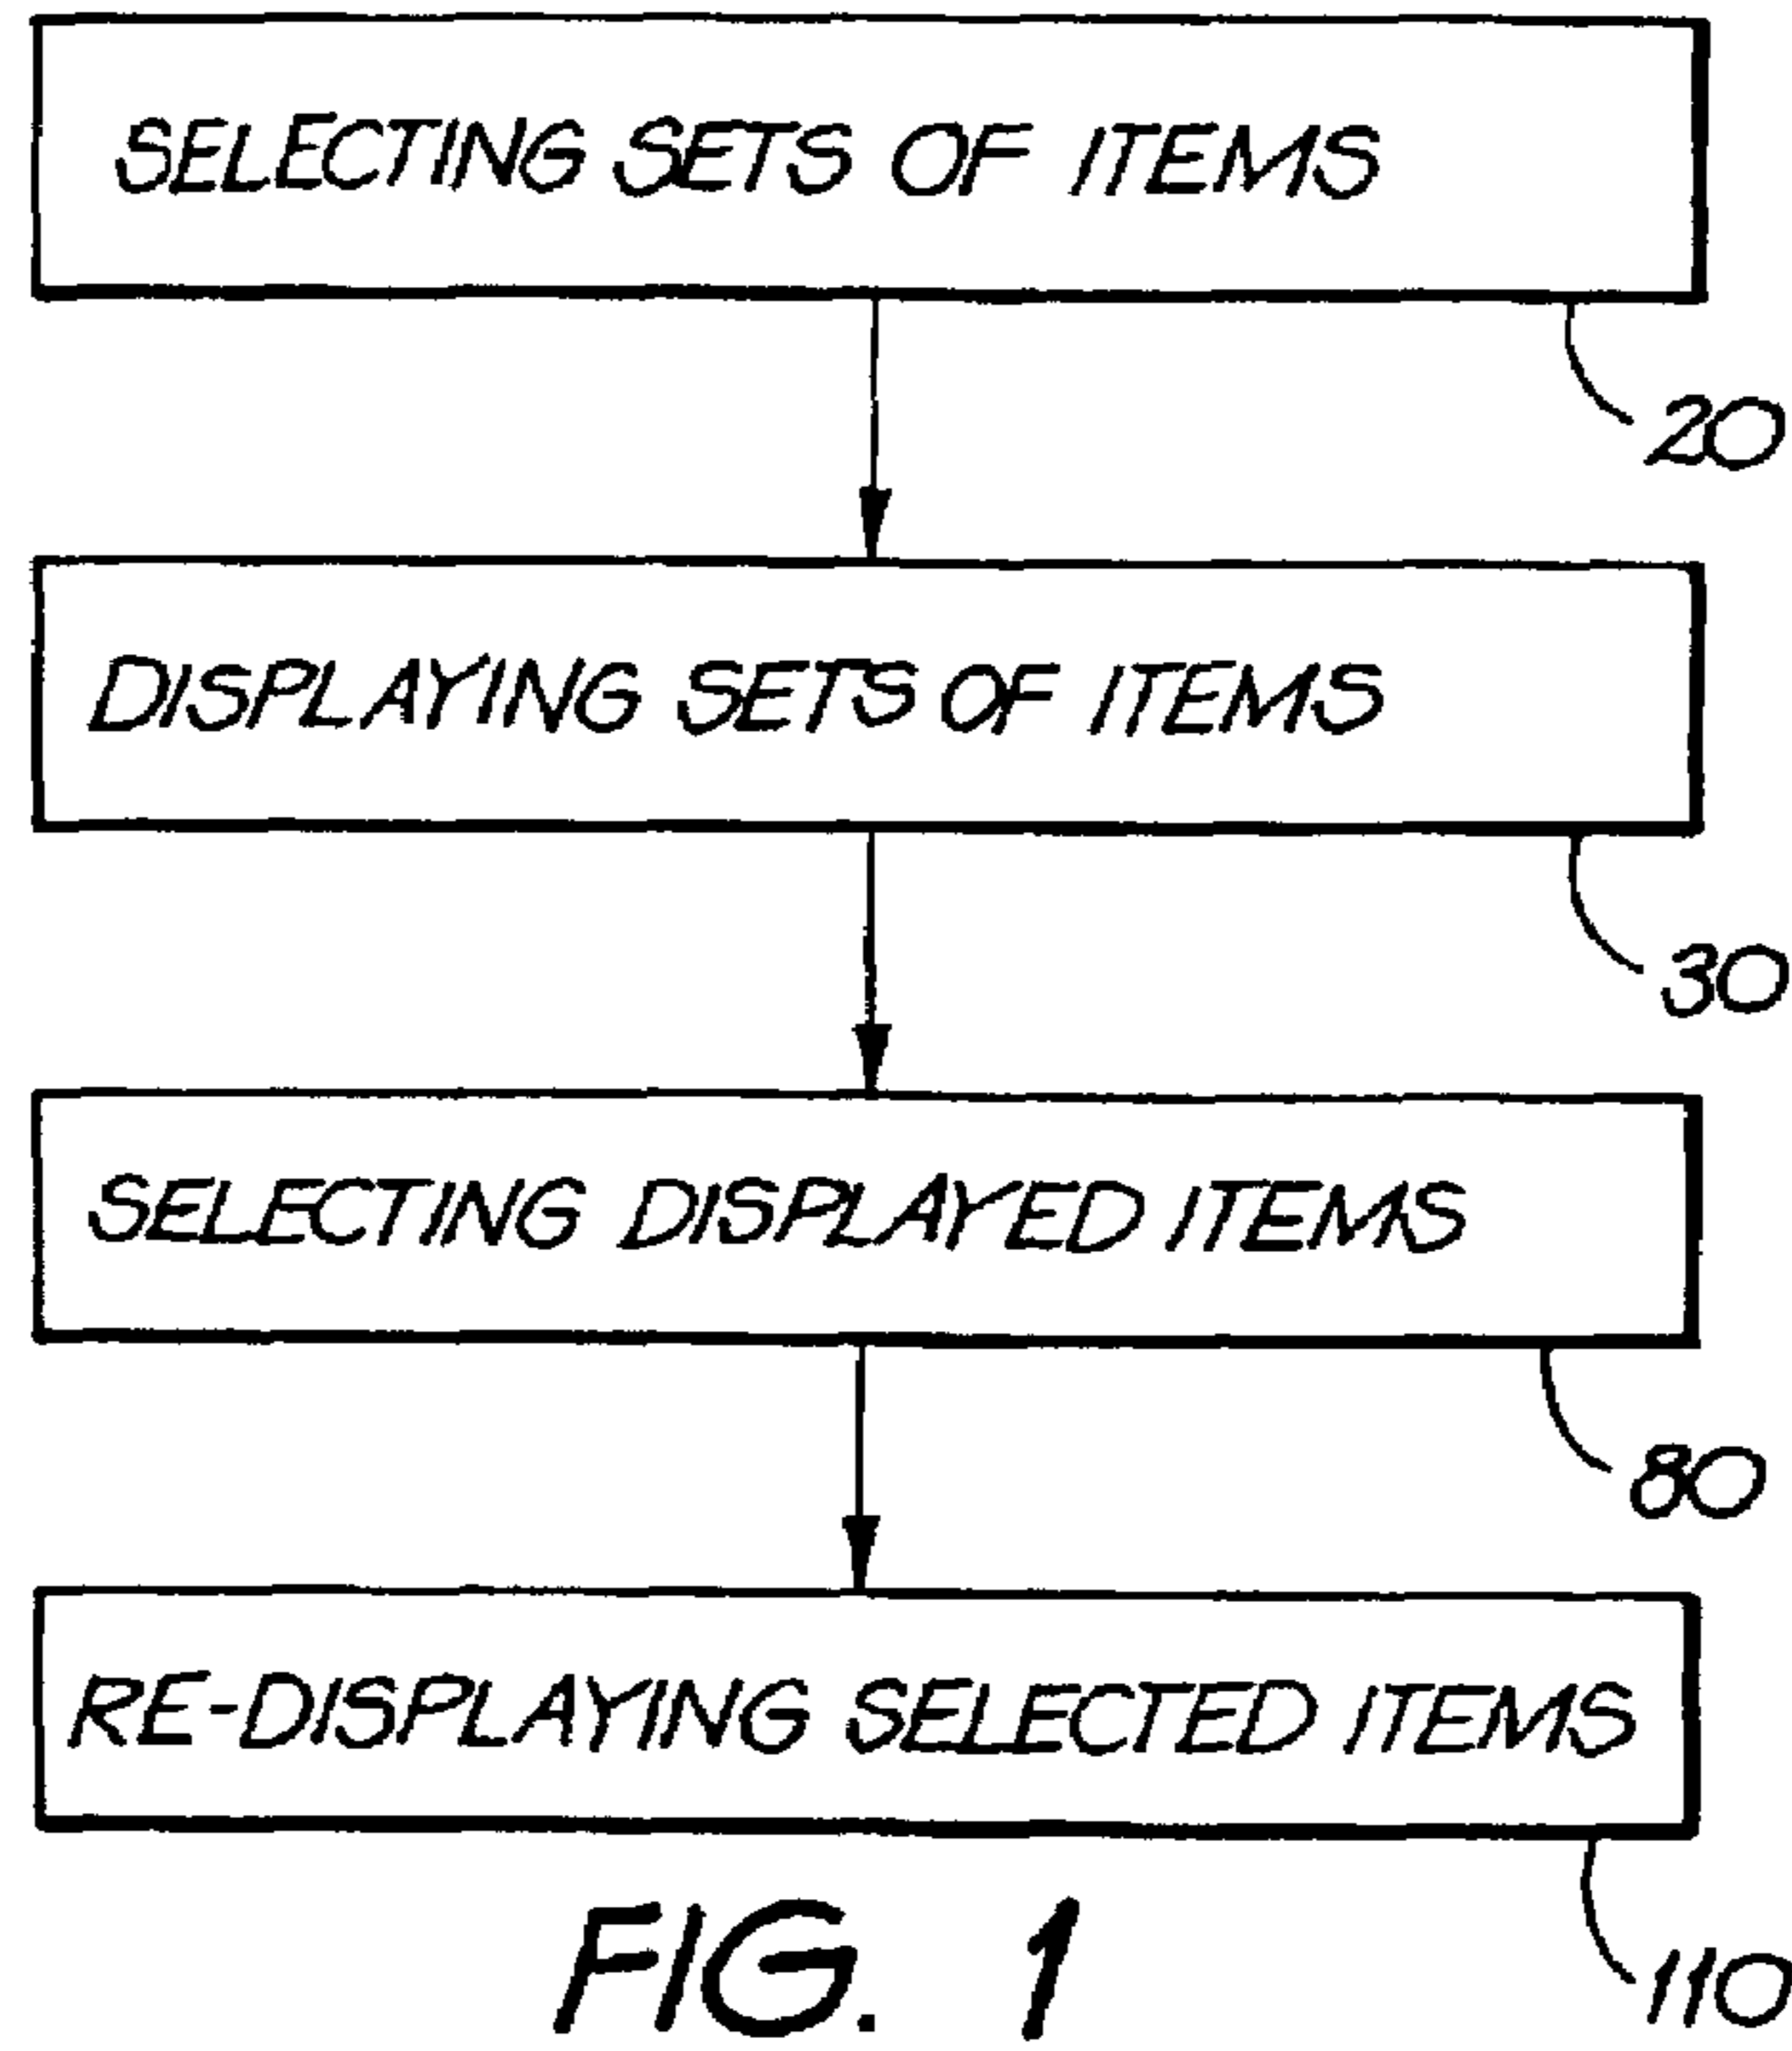 SELECTING SETS OF ITEMS
20
DISPLAYING SETS OF ITEMS
30
SELECTING DISPLAYED ITEMS
80
RE-DISPLAYING SELECTED ITEMS
110
FIG. 1